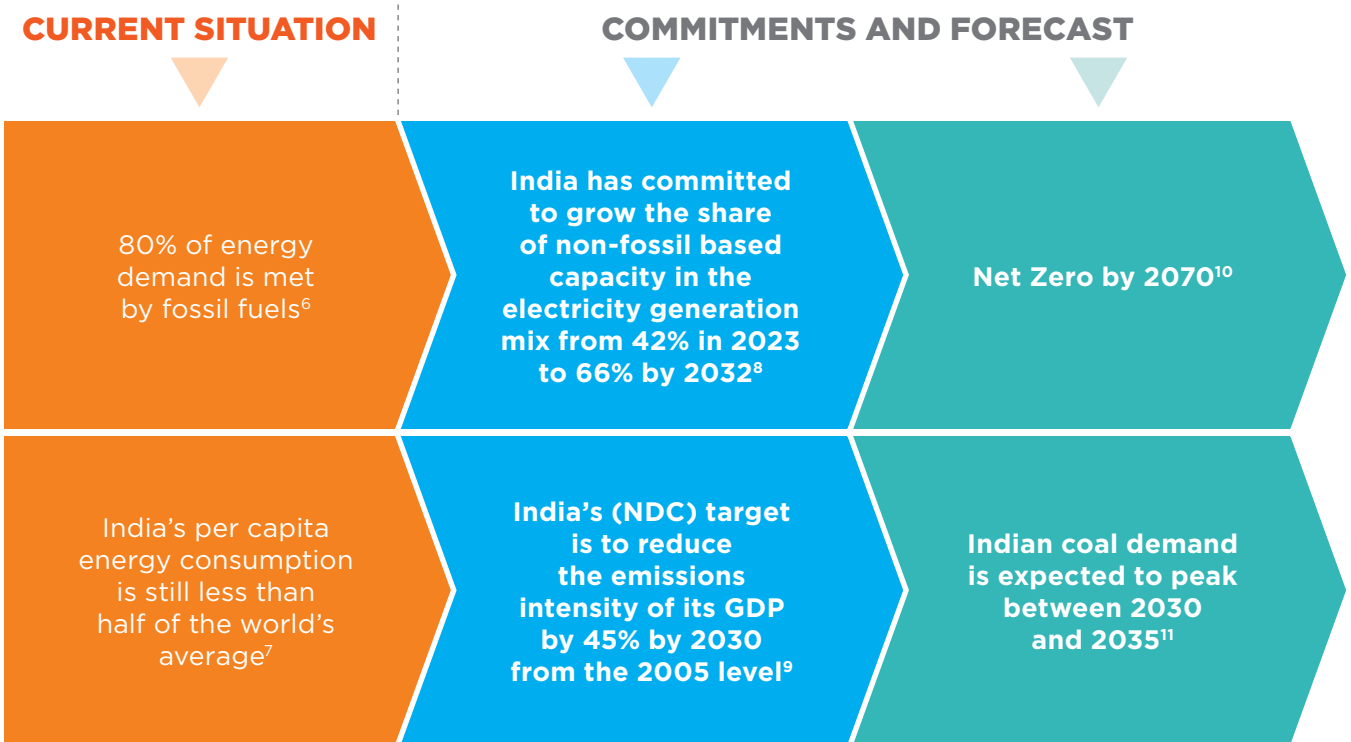 CURRENT SITUATION
COMMITMENTS AND FORECAST
80% of energy
demand is met
by fossil fuels⁶
India has committed
to grow the share
of non-fossil based
capacity in the
electricity generation
mix from 42% in 2023
to 66% by 2032⁸
Net Zero by 2070¹⁰
India’s per capita
energy consumption
is still less than
half of the world’s
average⁷
India’s (NDC) target
is to reduce
the emissions
intensity of its GDP
by 45% by 2030
from the 2005 level⁹
Indian coal demand
is expected to peak
between 2030
and 2035¹¹